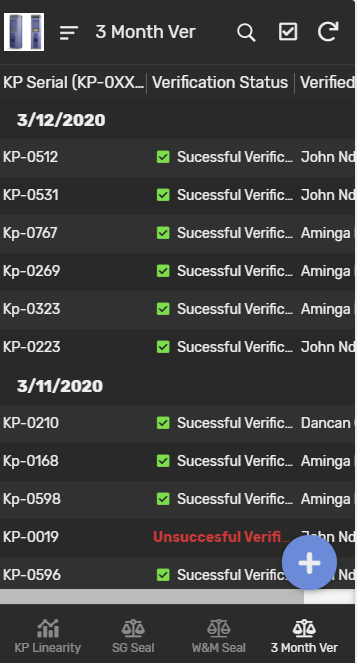 3 Month Ver
KP Serial (KP-0XX... Verification Status Verified
3/12/2020
KP-0512 Sucessful Verific... John Nd
KP-0531 Sucessful Verific... John Nd
Kp-0767 Sucessful Verific... Aminga
Kp-0269 Sucessful Verific... Aminga
Kp-0323 Sucessful Verific... Aminga
KP-0223 Sucessful Verific... John Nd
3/11/2020
KP-0210 Sucessful Verific... Dancan
Kp-0168 Sucessful Verific... Aminga
Kp-0598 Sucessful Verific... Aminga
KP-0019 Unsuccesful Verifi... John Nd
KP-0596 Sucessful Verific... John Nd
KP Linearity SG Seal W&M Seal 3 Month Ver